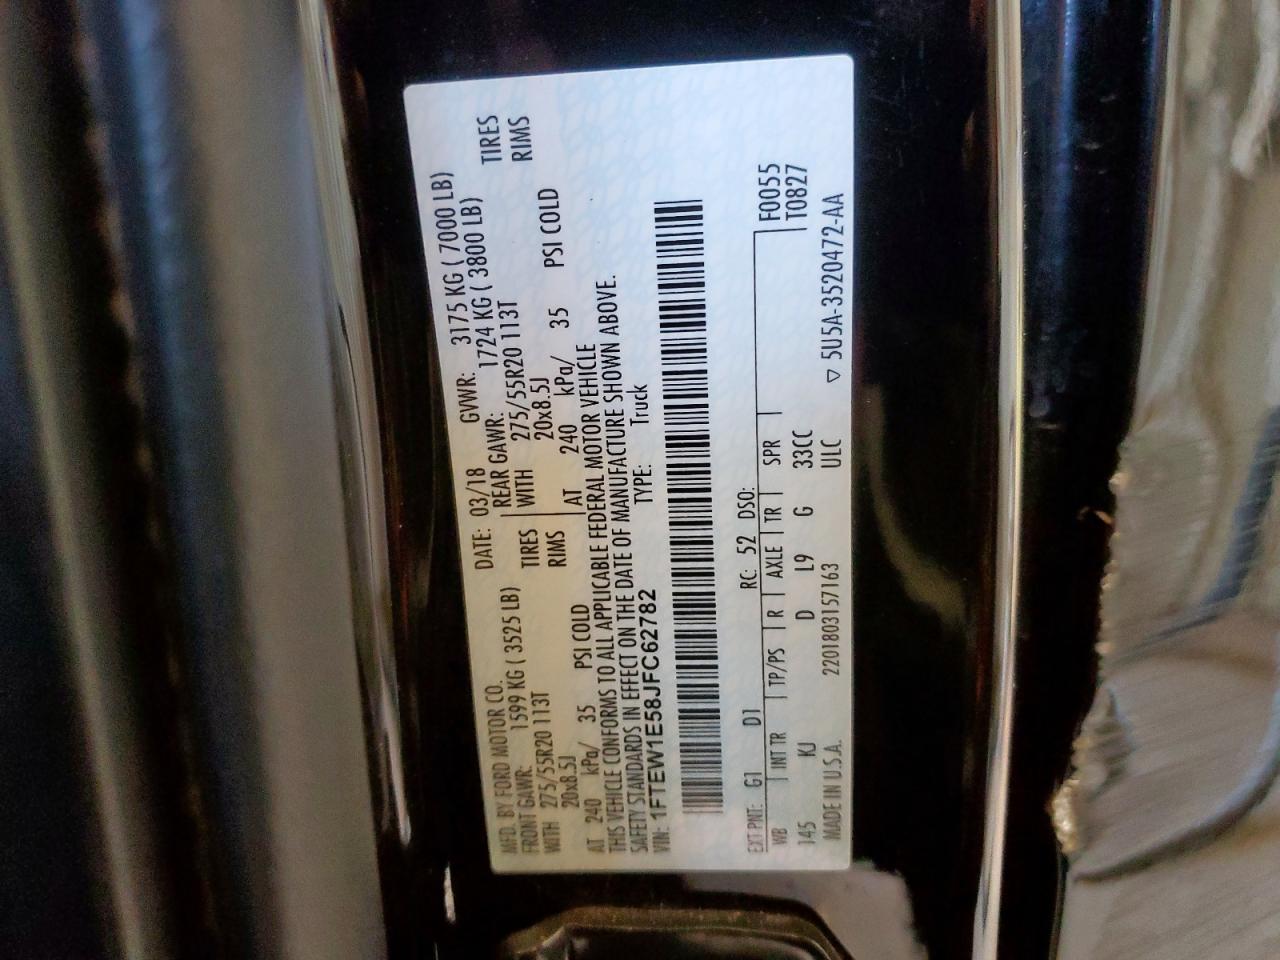 MFD. BY FORD MOTOR CO. DATE: 03/18 GVWR: 3175 KG ( 7000 LB)
FRONT GAWR: 1599 KG ( 3525 LB) REAR GAWR: 1724 KG ( 3800 LB)
WITH 275/55R20 113T TIRES WITH 275/55R20 113T TIRES
20x8.5J RIMS 20x8.5J RIMS
AT 240 kPa/ 35 PSI COLD AT 240 kPa/ 35 PSI COLD
THIS VEHICLE CONFORMS TO ALL APPLICABLE FEDERAL MOTOR VEHICLE
SAFETY STANDARDS IN EFFECT ON THE DATE OF MANUFACTURE SHOWN ABOVE.
VIN: 1FTEW1E58JFC62782 TYPE: Truck
EXT PNT: G1 D1 RC: 52 DSO: F0055
WB INT TR TP/PS R AXLE TR SPR T0827
145 KJ D L9 G 33CC
MADE IN U.S.A. 2201803157163 ULC ▽ 5U5A-3520472-AA